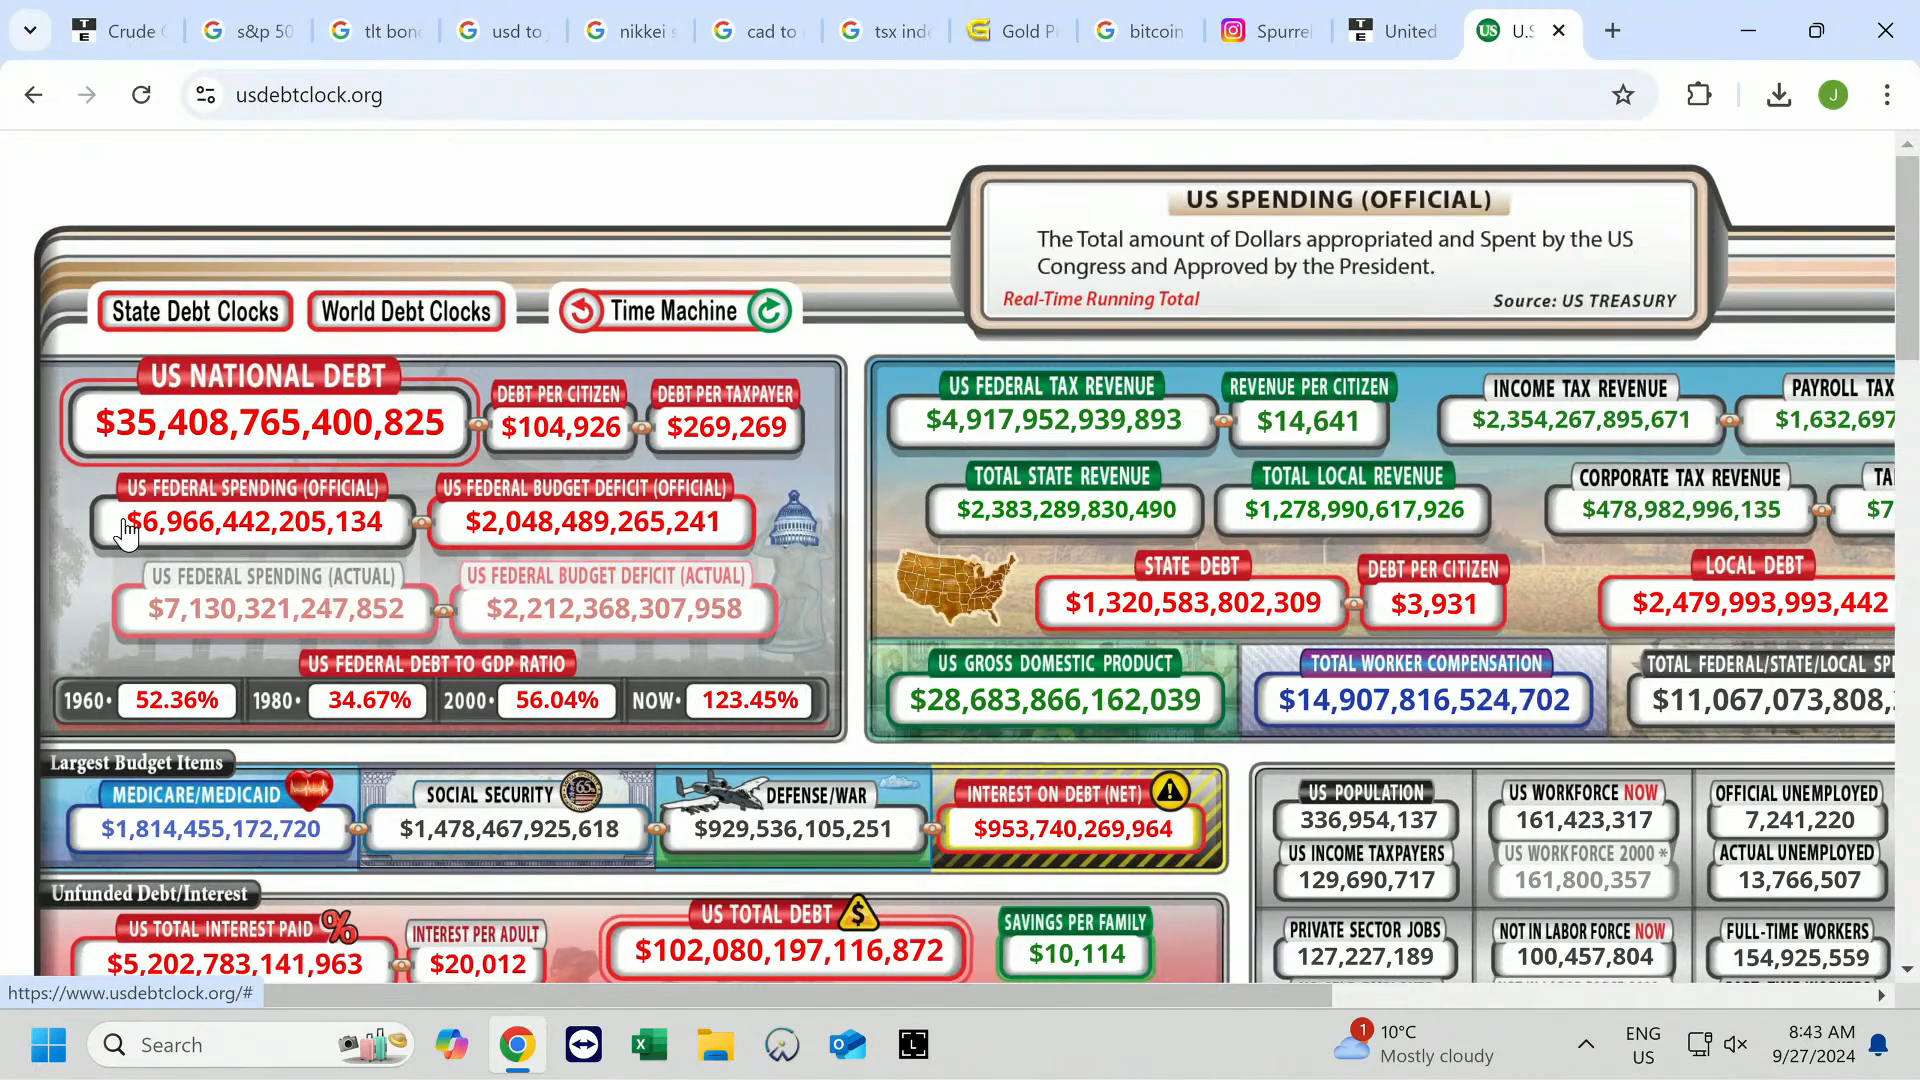 Crude
s&p 50
tlt bond
usd to
nikkei
cad to
tsx ind
Gold P
bitcoin
Spurre
United
U.S
usdebtclock.org
J
US SPENDING (OFFICIAL)
The Total amount of Dollars appropriated and Spent by the US
Congress and Approved by the President.
Real-Time Running Total
Source: US TREASURY
State Debt Clocks
World Debt Clocks
Time Machine
US NATIONAL DEBT
$35,408,765,400,825
DEBT PER CITIZEN
$104,926
DEBT PER TAXPAYER
$269,269
US FEDERAL SPENDING (OFFICIAL)
$6,966,442,205,134
US FEDERAL BUDGET DEFICIT (OFFICIAL)
$2,048,489,265,241
US FEDERAL SPENDING (ACTUAL)
$7,130,321,247,852
US FEDERAL BUDGET DEFICIT (ACTUAL)
$2,212,368,307,958
US FEDERAL DEBT TO GDP RATIO
1960• 52.36% 1980• 34.67% 2000• 56.04% NOW• 123.45%
US FEDERAL TAX REVENUE
$4,917,952,939,893
REVENUE PER CITIZEN
$14,641
INCOME TAX REVENUE
$2,354,267,895,671
PAYROLL TAX
$1,632,697
TOTAL STATE REVENUE
$2,383,289,830,490
TOTAL LOCAL REVENUE
$1,278,990,617,926
CORPORATE TAX REVENUE
$478,982,996,135
TA
$7
STATE DEBT
$1,320,583,802,309
DEBT PER CITIZEN
$3,931
LOCAL DEBT
$2,479,993,993,442
US GROSS DOMESTIC PRODUCT
$28,683,866,162,039
TOTAL WORKER COMPENSATION
$14,907,816,524,702
TOTAL FEDERAL/STATE/LOCAL SPE
$11,067,073,808,
Largest Budget Items
MEDICARE/MEDICAID
$1,814,455,172,720
SOCIAL SECURITY
65
$1,478,467,925,618
DEFENSE/WAR
$929,536,105,251
INTEREST ON DEBT (NET)
$953,740,269,964
US POPULATION
336,954,137
US WORKFORCE NOW
161,423,317
OFFICIAL UNEMPLOYED
7,241,220
US INCOME TAXPAYERS
129,690,717
US WORKFORCE 2000 *
161,800,357
ACTUAL UNEMPLOYED
13,766,507
Unfunded Debt/Interest
US TOTAL INTEREST PAID %
$5,202,783,141,963
INTEREST PER ADULT
$20,012
US TOTAL DEBT $
$102,080,197,116,872
SAVINGS PER FAMILY
$10,114
PRIVATE SECTOR JOBS
127,227,189
NOT IN LABOR FORCE NOW
100,457,804
FULL-TIME WORKERS
154,925,559
https://www.usdebtclock.org/#
Search
1
10°C
Mostly cloudy
ENG
US
8:43 AM
9/27/2024